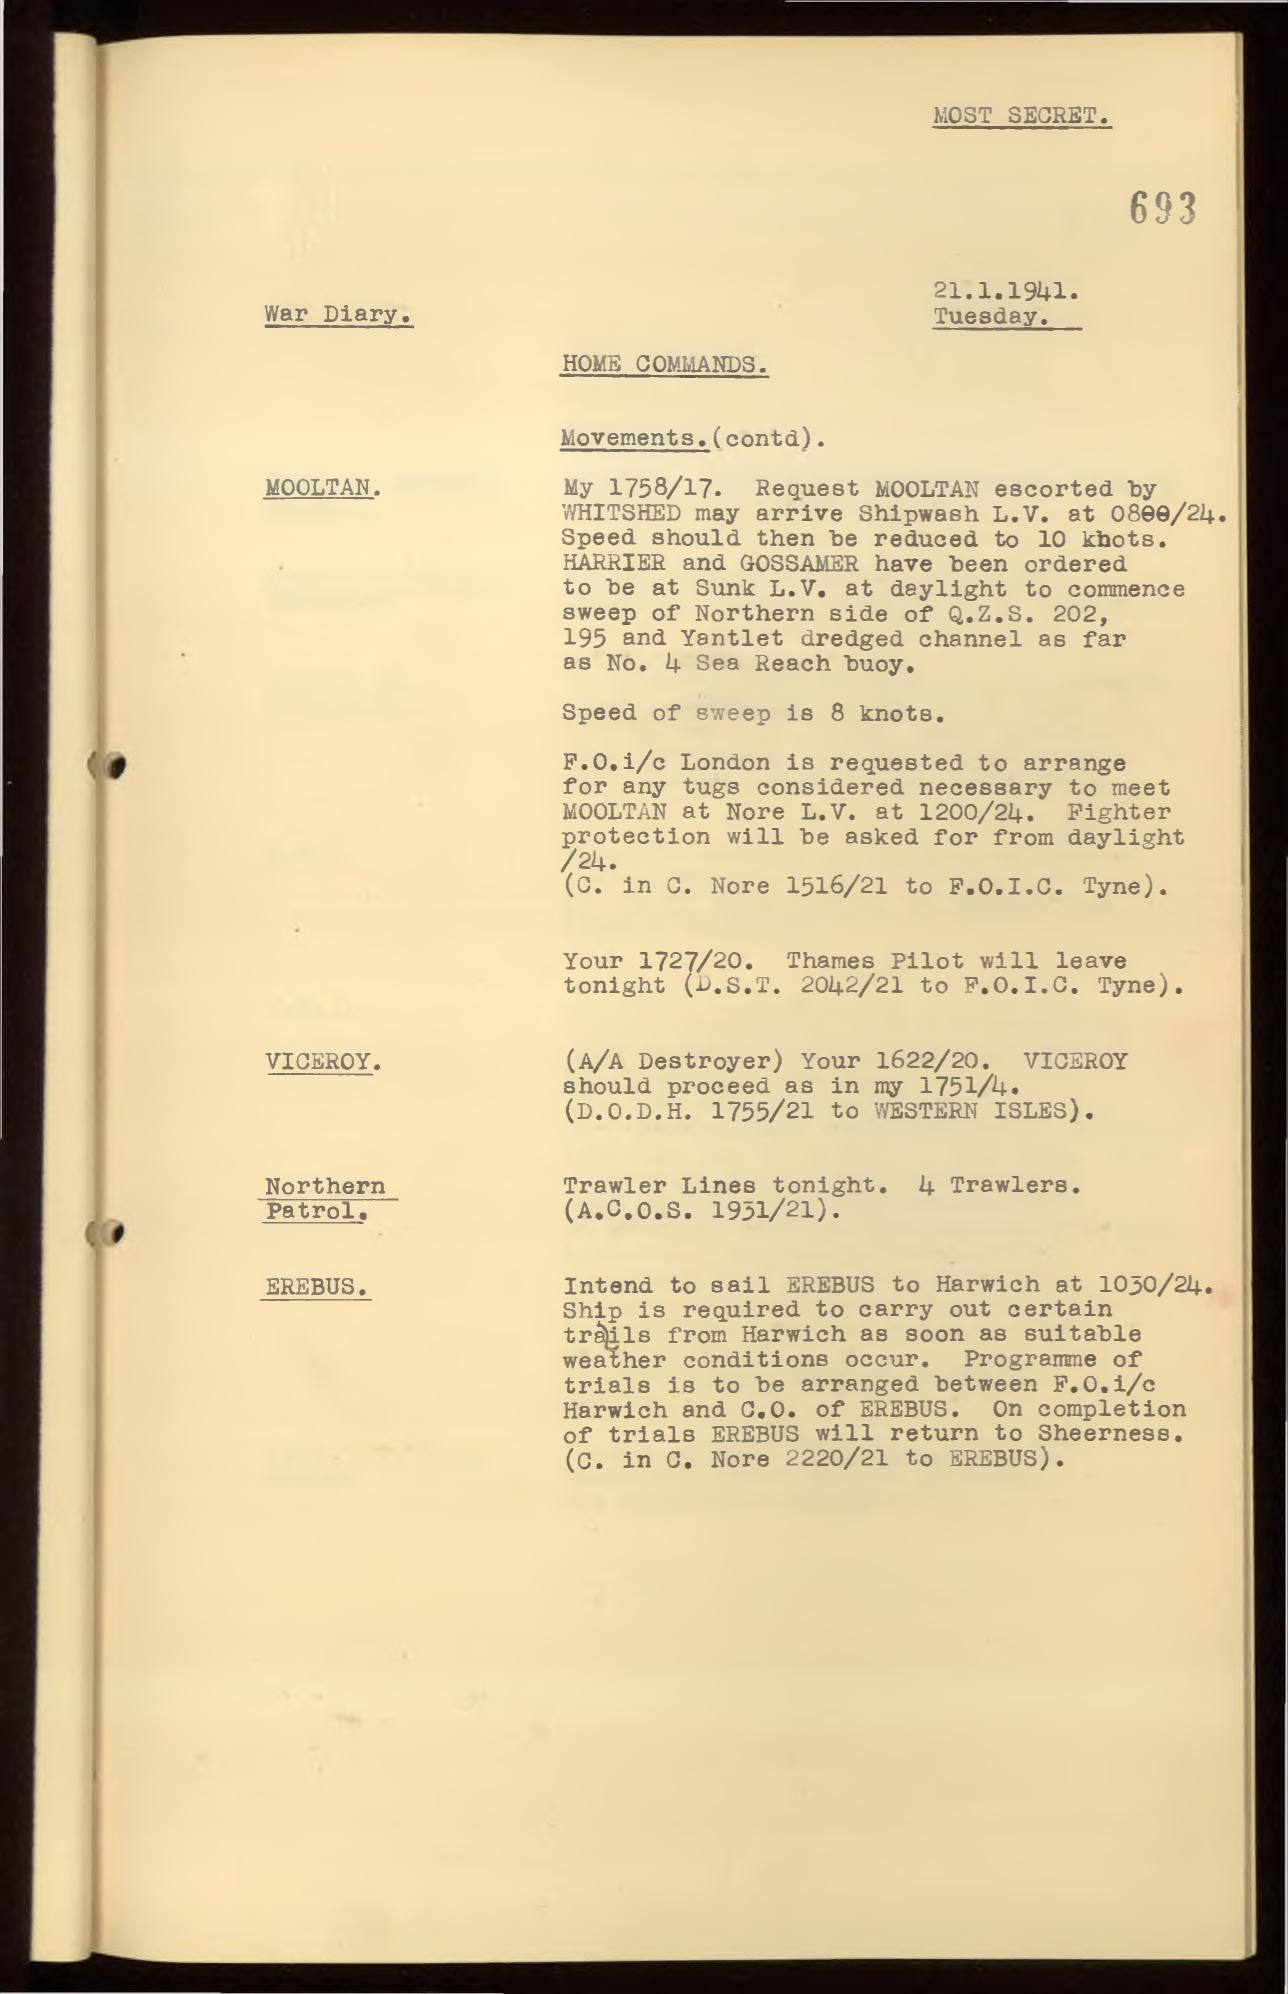 MOST SECRET.
693
21.1.1941.
War Diary.
Tuesday.
HOME COMMANDS.
Movements.(contd).
MOOLTAN.
My 1758/17. Request MOOLTAN escorted by
WHITSHED may arrive Shipwash L.V. at 0800/24.
Speed should then be reduced to 10 khots.
HARRIER and GOSSAMER have been ordered
to be at Sunk L.V. at daylight to commence
sweep of Northern side of Q.Z.S. 202,
195 and Yantlet dredged channel as far
as No. 4 Sea Reach buoy.
Speed of sweep is 8 knots.
F.O.i/c London is requested to arrange
for any tugs considered necessary to meet
MOOLTAN at Nore L.V. at 1200/24. Fighter
protection will be asked for from daylight
/24.
(C. in C. Nore 1516/21 to F.O.I.C. Tyne).
Your 1727/20. Thames Pilot will leave
tonight (D.S.T. 2042/21 to F.O.I.C. Tyne).
VICEROY.
(A/A Destroyer) Your 1622/20. VICEROY
should proceed as in my 1751/4.
(D.O.D.H. 1755/21 to WESTERN ISLES).
Northern
Patrol.
Trawler Lines tonight. 4 Trawlers.
(A.C.O.S. 1931/21).
EREBUS.
Intend to sail EREBUS to Harwich at 1030/24.
Ship is required to carry out certain
trails from Harwich as soon as suitable
weather conditions occur. Programme of
trials is to be arranged between F.O.i/c
Harwich and C.O. of EREBUS. On completion
of trials EREBUS will return to Sheerness.
(C. in C. Nore 2220/21 to EREBUS).